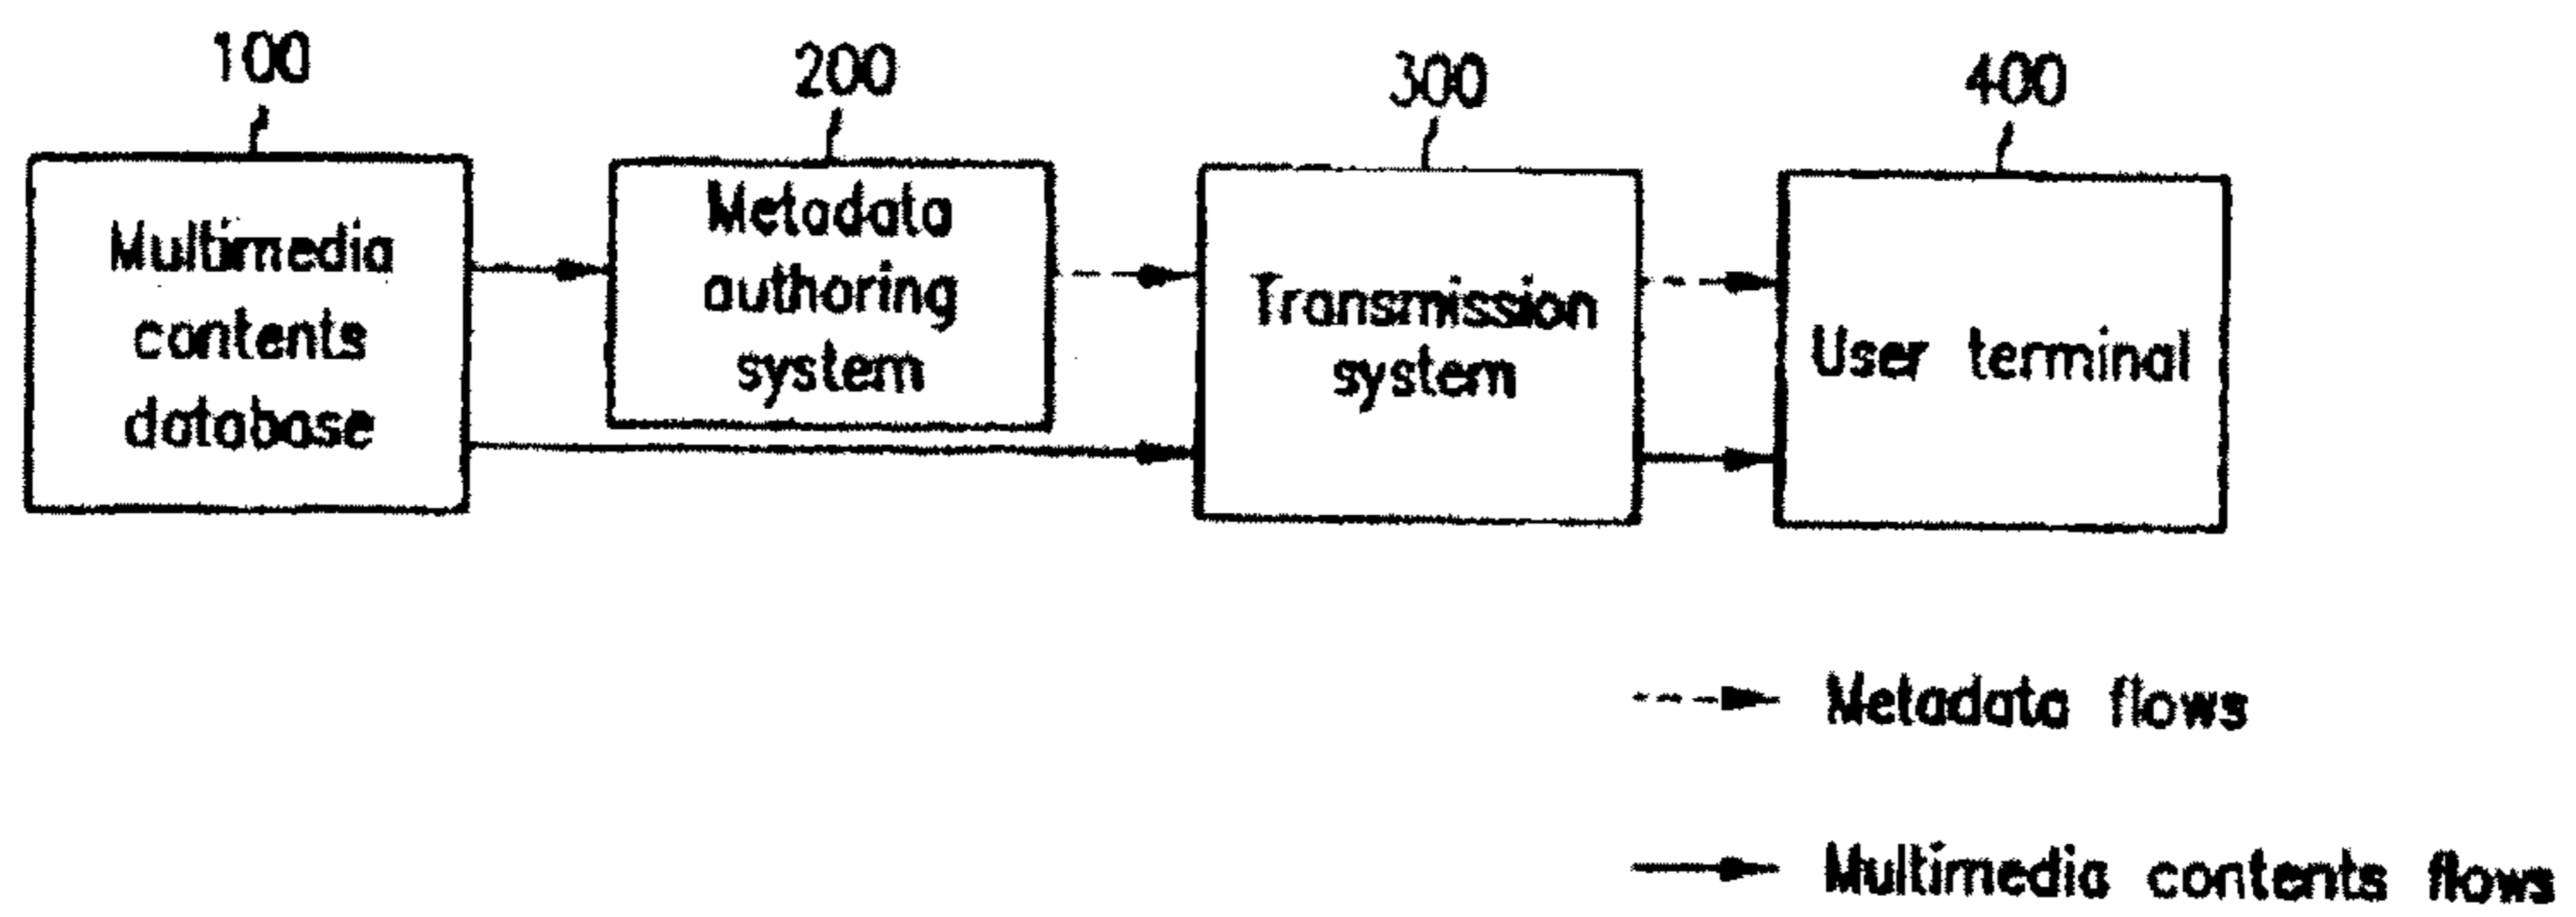 100
200
300
400
Multimedia
contents
database
Metadata
authoring
system
Transmission
system
User terminal
Metadata flows
Multimedia contents flows